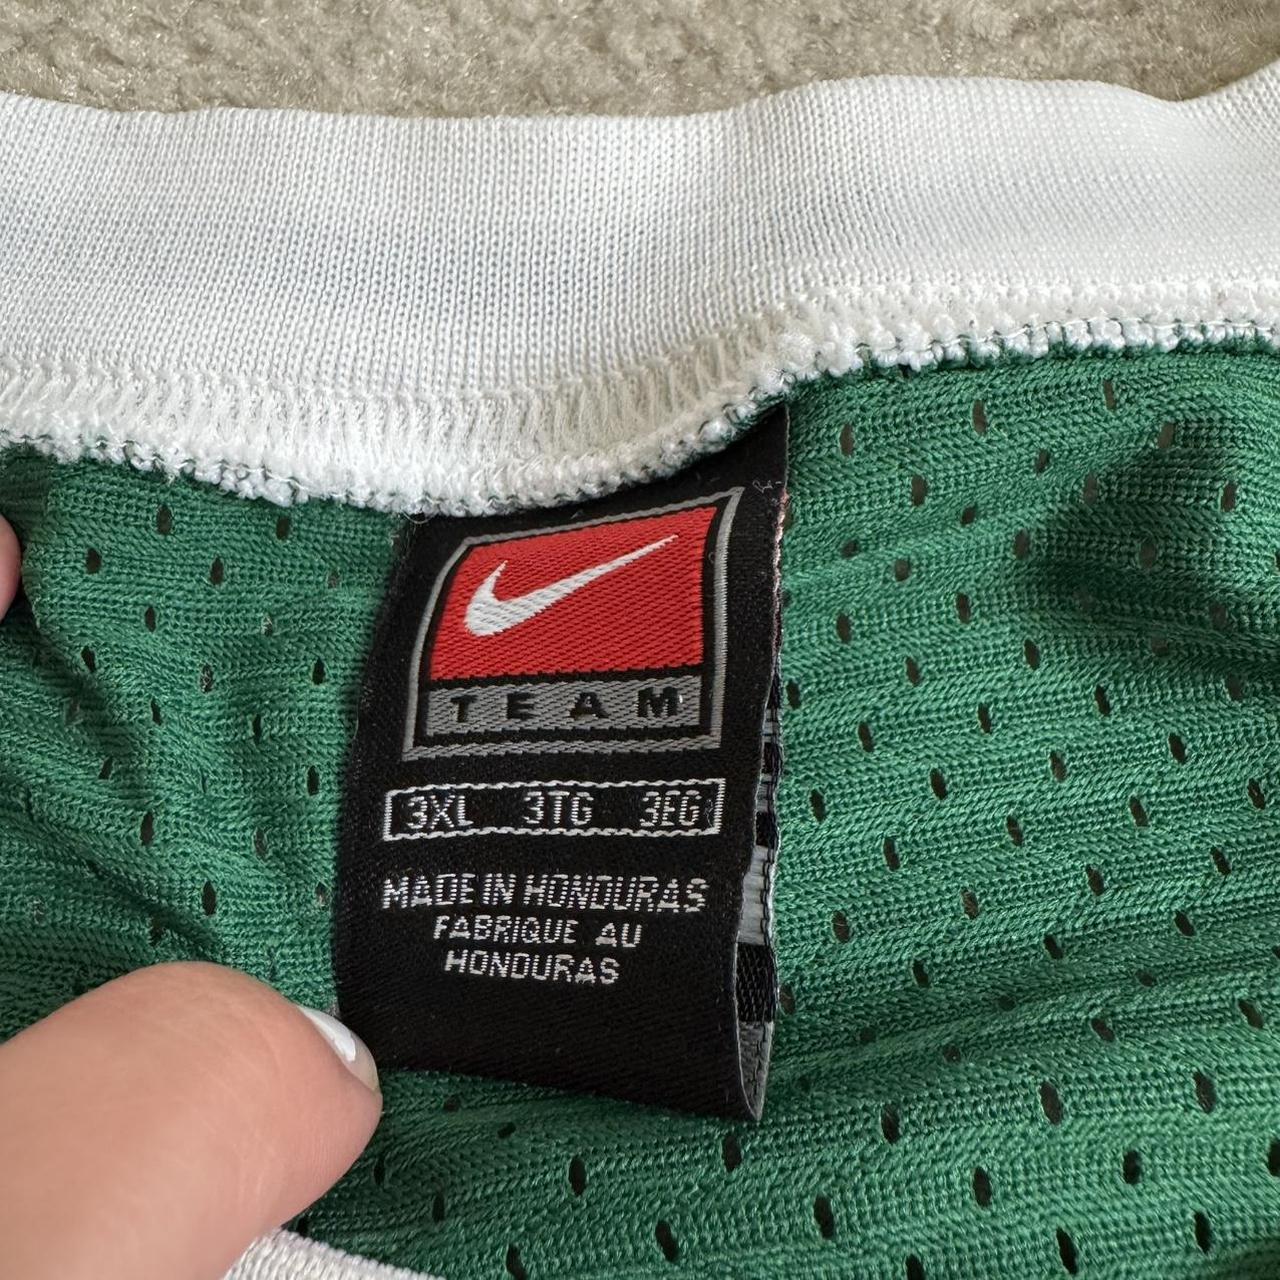 TEAM
3XL 3TG 3EG
MADE IN HONDURAS
FABRIQUE AU
HONDURAS